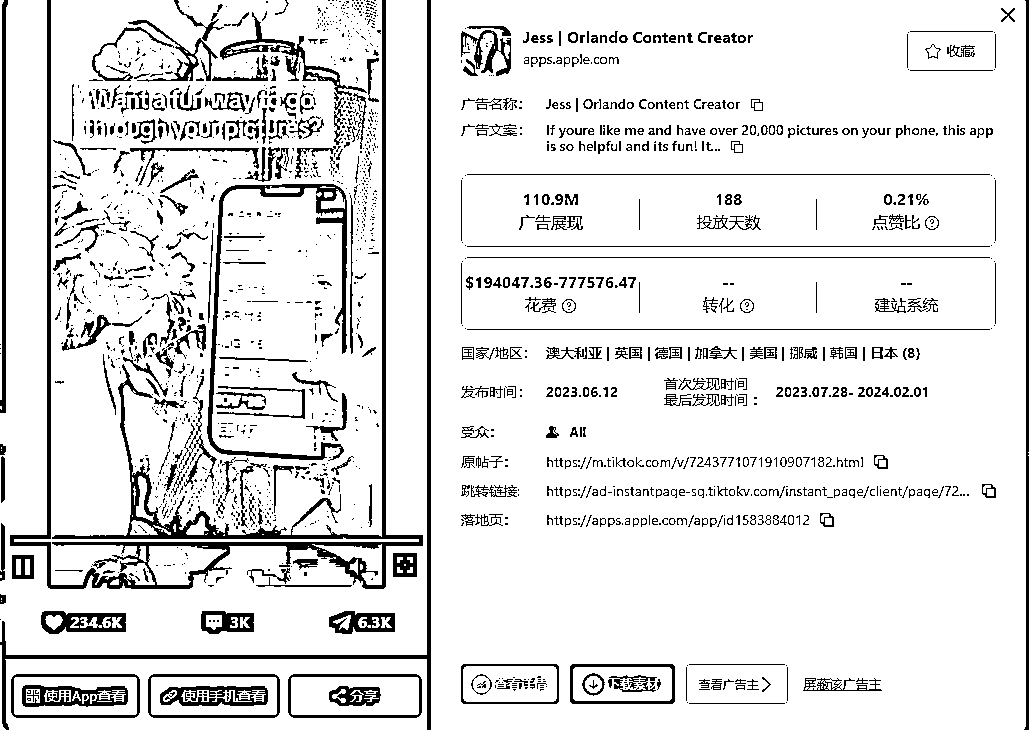 Want a fun way to go
through your pictures?
234.6K
3K
6.3K
使用App查看
使用手机查看
分享
Jess | Orlando Content Creator
apps.apple.com
收藏
广告名称： Jess | Orlando Content Creator
广告文案： If youre like me and have over 20,000 pictures on your phone, this app
is so helpful and its fun! It...
110.9M
188
0.21%
广告展现
投放天数
点赞比
$194047.36-777576.47
--
--
花费
转化
建站系统
国家/地区： 澳大利亚 | 英国 | 德国 | 加拿大 | 美国 | 挪威 | 韩国 | 日本 (8)
发布时间： 2023.06.12
首次发现时间
最后发现时间： 2023.07.28- 2024.02.01
受众： All
原帖子： https://m.tiktok.com/v/7243771071910907182.html
跳转链接: https://ad-instantpage-sg.tiktokv.com/instant_page/client/page/72...
落地页： https://apps.apple.com/app/id1583884012
查看详情
下载素材
查看广告主
屏蔽该广告主